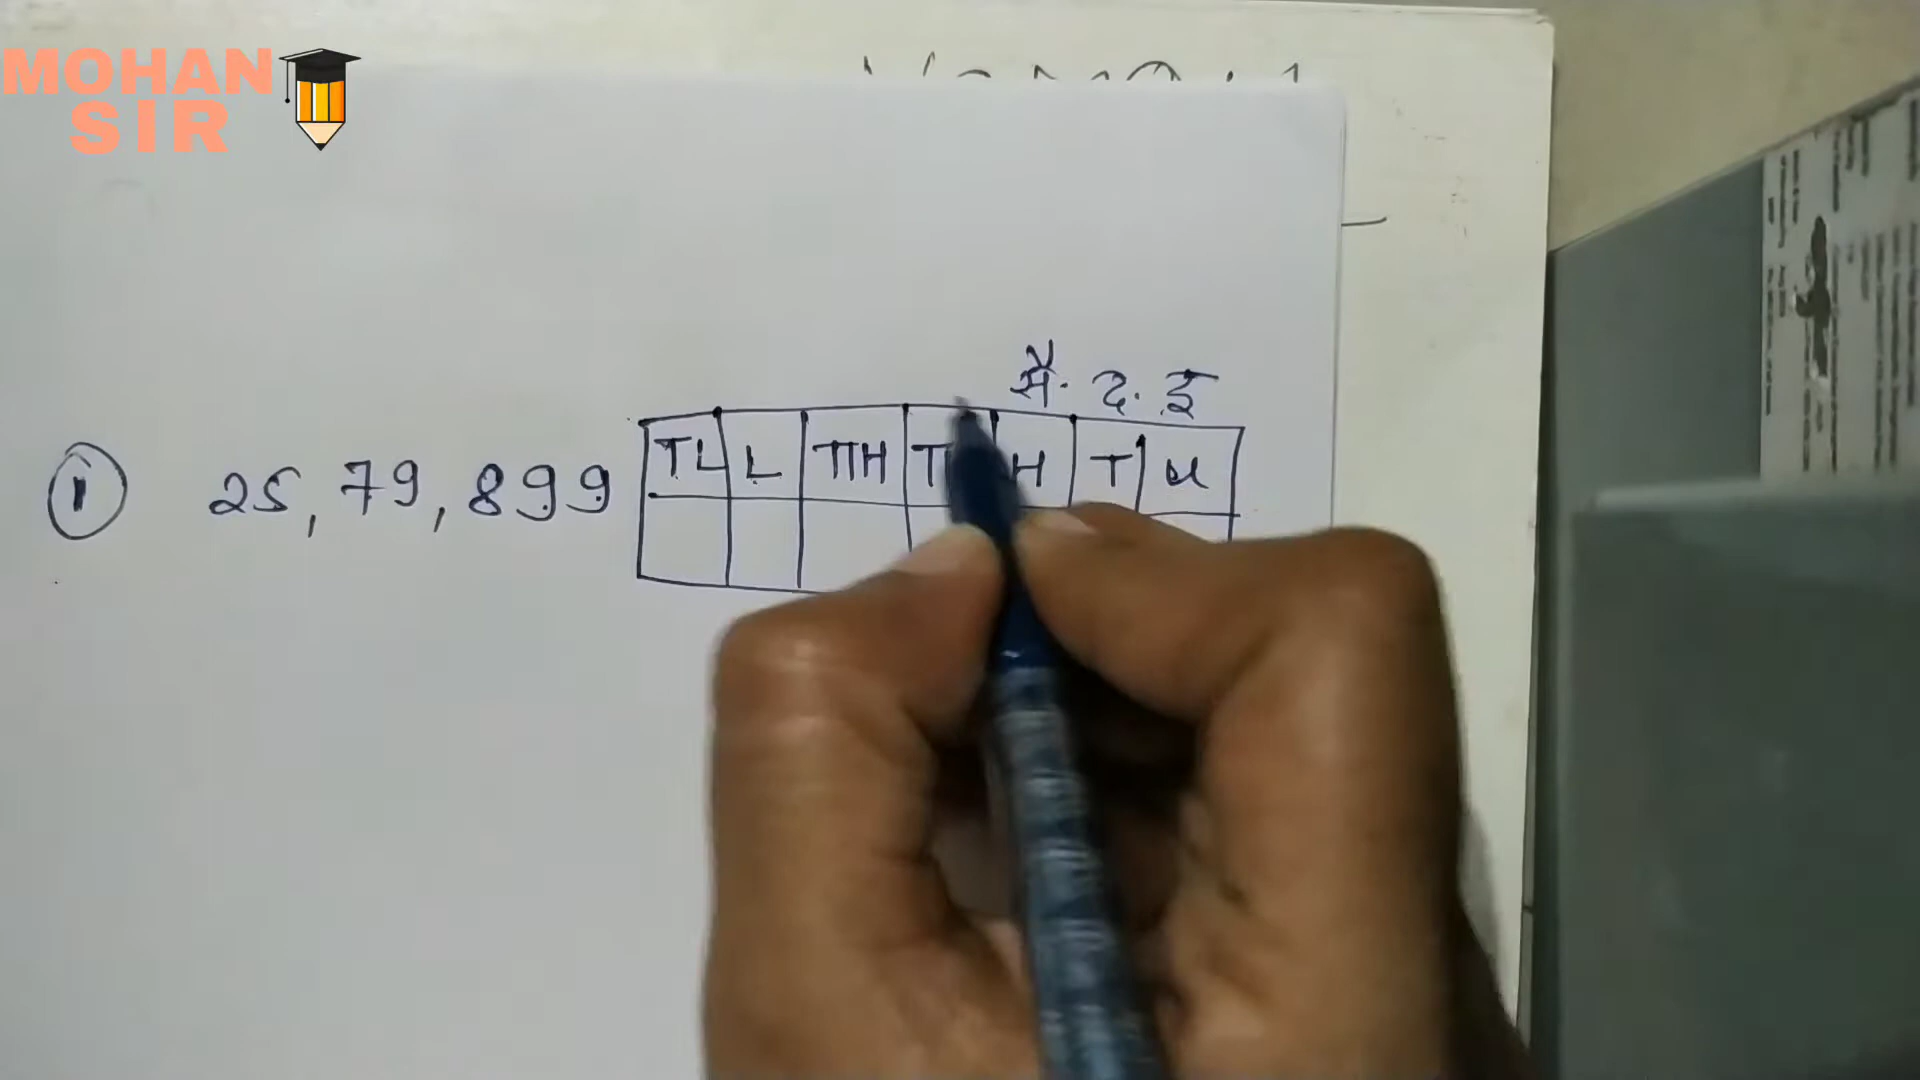 MOHAN
SIR
सै. द. इ
① 25,79,899
TL L TTH T H T U